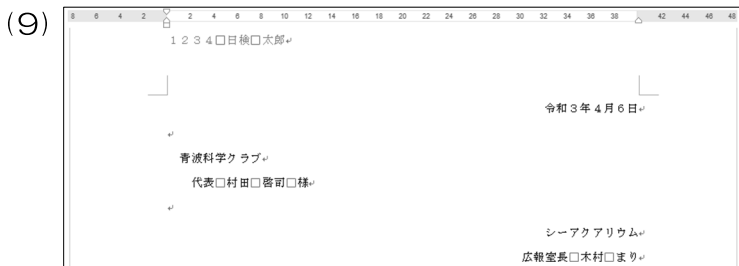 (9)
8 6 4 2 2 4 6 8 10 12 14 16 18 20 22 24 26 28 30 32 34 36 38 42 44 46 48
1234□日検□太郎↵
令和3年4月6日↵
↵
青波科学クラブ↵
代表□村田□啓司□様↵
↵
シーアクアリウム↵
広報室長□木村□まり↵